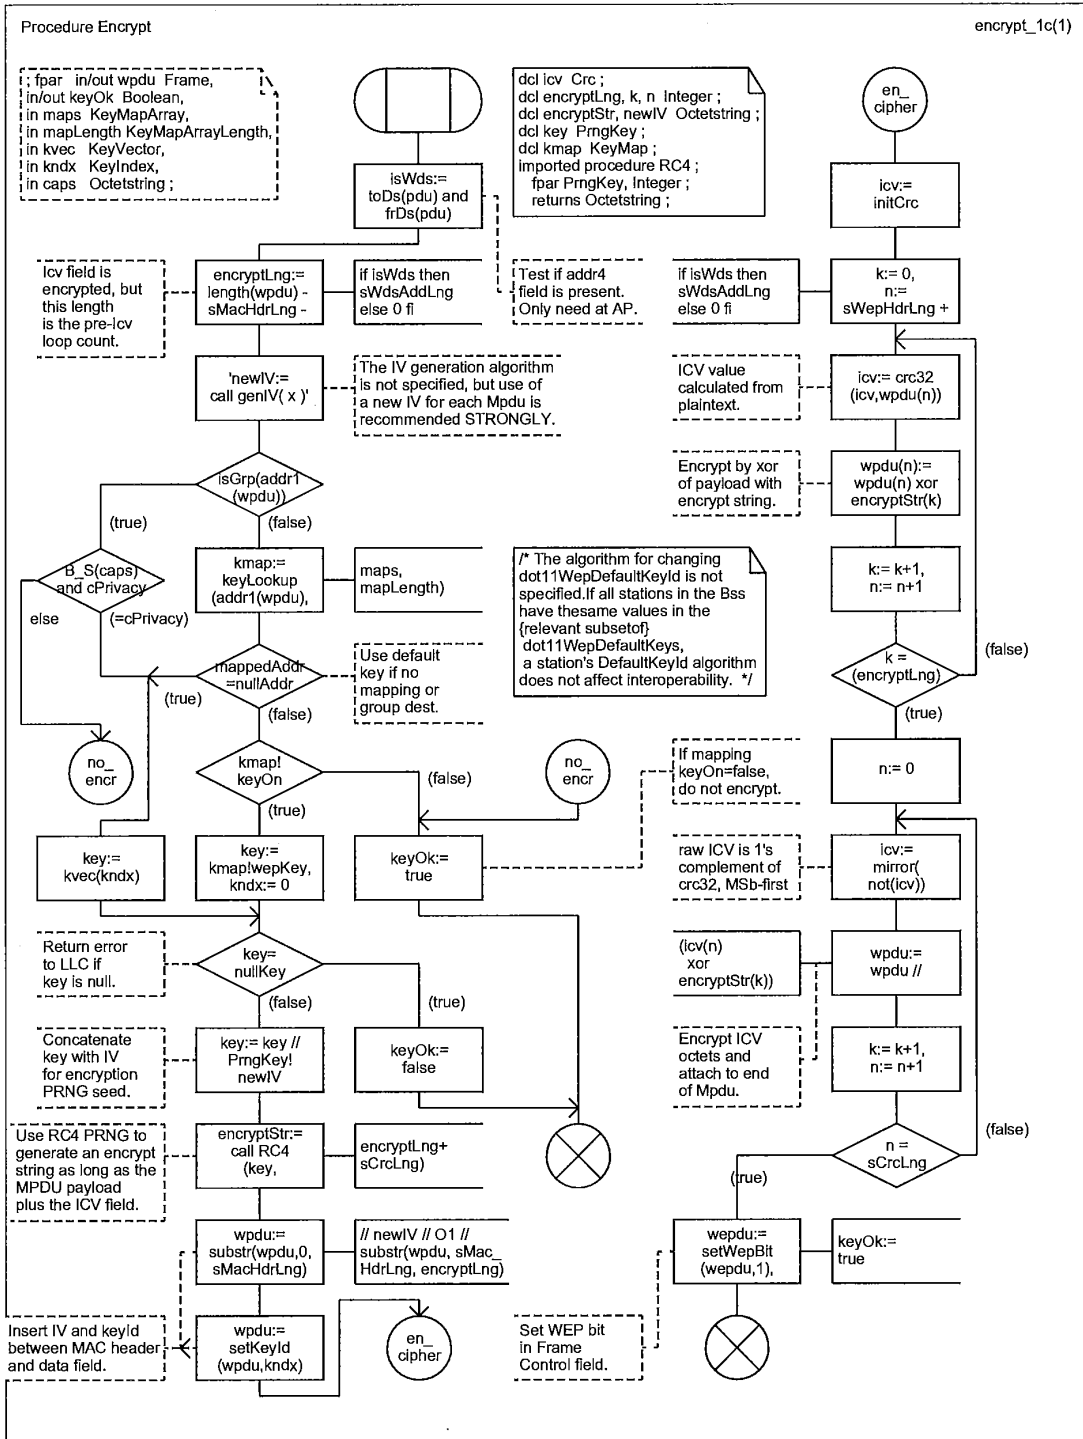 Procedure Encrypt
encrypt_1c(1)
; fpar in/out wpdu Frame,
in/out keyOk Boolean,
in maps KeyMapArray,
in mapLength KeyMapArrayLength,
in kvec KeyVector,
in kndx KeyIndex,
in caps Octetstring ;
dcl icv Crc ;
dcl encryptLng, k, n Integer ;
dcl encryptStr, newIV Octetstring ;
dcl key PrngKey ;
dcl kmap KeyMap ;
imported procedure RC4 ;
fpar PrngKey, Integer ;
returns Octetstring ;
isWds:=
toDs(pdu) and
frDs(pdu)
Icv field is
encrypted, but
this length
is the pre-Icv
loop count.
encryptLng:=
length(wpdu) -
sMacHdrLng -
if isWds then
sWdsAddLng
else 0 fi
Test if addr4
field is present.
Only need at AP.
'newIV:=
call genIV( x )'
The IV generation algorithm
is not specified, but use of
a new IV for each Mpdu is
recommended STRONGLY.
isGrp(addr1
(wpdu))
(true)
(false)
B_S(caps)
and cPrivacy
else
(=cPrivacy)
kmap:=
keyLookup
(addr1(wpdu),
maps,
mapLength)
/* The algorithm for changing
dot11WepDefaultKeyId is not
specified.If all stations in the Bss
have thesame values in the
{relevant subsetof}
dot11WepDefaultKeys,
a station's DefaultKeyId algorithm
does not affect interoperability. */
mappedAddr
=nullAddr
(true)
(false)
Use default
key if no
mapping or
group dest.
no_
encr
kmap!
keyOn
(false)
(true)
no_
encr
If mapping
keyOn=false,
do not encrypt.
key:=
kvec(kndx)
key:=
kmap!wepKey,
kndx:= 0
keyOk:=
true
Return error
to LLC if
key is null.
key=
nullKey
(false)
(true)
Concatenate
key with IV
for encryption
PRNG seed.
key:= key //
PrngKey!
newIV
keyOk:=
false
Use RC4 PRNG to
generate an encrypt
string as long as the
MPDU payload
plus the ICV field.
encryptStr:=
call RC4
(key,
encryptLng+
sCrcLng)
wpdu:=
substr(wpdu,0,
sMacHdrLng)
// newIV // O1 //
substr(wpdu, sMac_
HdrLng, encryptLng)
Insert IV and keyId
between MAC header
and data field.
wpdu:=
setKeyId
(wpdu,kndx)
en_
cipher
en_
cipher
icv:=
initCrc
if isWds then
sWdsAddLng
else 0 fi
k:= 0,
n:=
sWepHdrLng +
ICV value
calculated from
plaintext.
icv:= crc32
(icv,wpdu(n))
Encrypt by xor
of payload with
encrypt string.
wpdu(n):=
wpdu(n) xor
encryptStr(k)
k:= k+1,
n:= n+1
k =
(encryptLng)
(false)
(true)
n:= 0
raw ICV is 1's
complement of
crc32, MSb-first
icv:=
mirror(
not(icv))
(icv(n)
xor
encryptStr(k))
wpdu:=
wpdu //
Encrypt ICV
octets and
attach to end
of Mpdu.
k:= k+1,
n:= n+1
n =
sCrcLng
(false)
(true)
wepdu:=
setWepBit
(wepdu,1),
keyOk:=
true
Set WEP bit
in Frame
Control field.